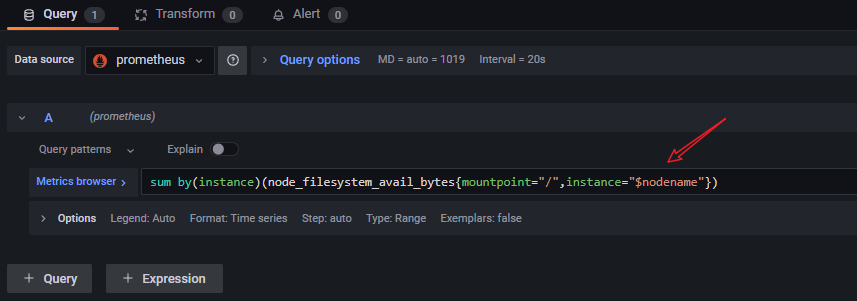 Query 1 Transform 0 Alert 0
Data source prometheus Query options MD = auto = 1019 Interval = 20s
A (prometheus)
Query patterns Explain
Metrics browser > sum by(instance)(node_filesystem_avail_bytes{mountpoint="/",instance="$nodename"})
> Options Legend: Auto Format: Time series Step: auto Type: Range Exemplars: false
+ Query + Expression